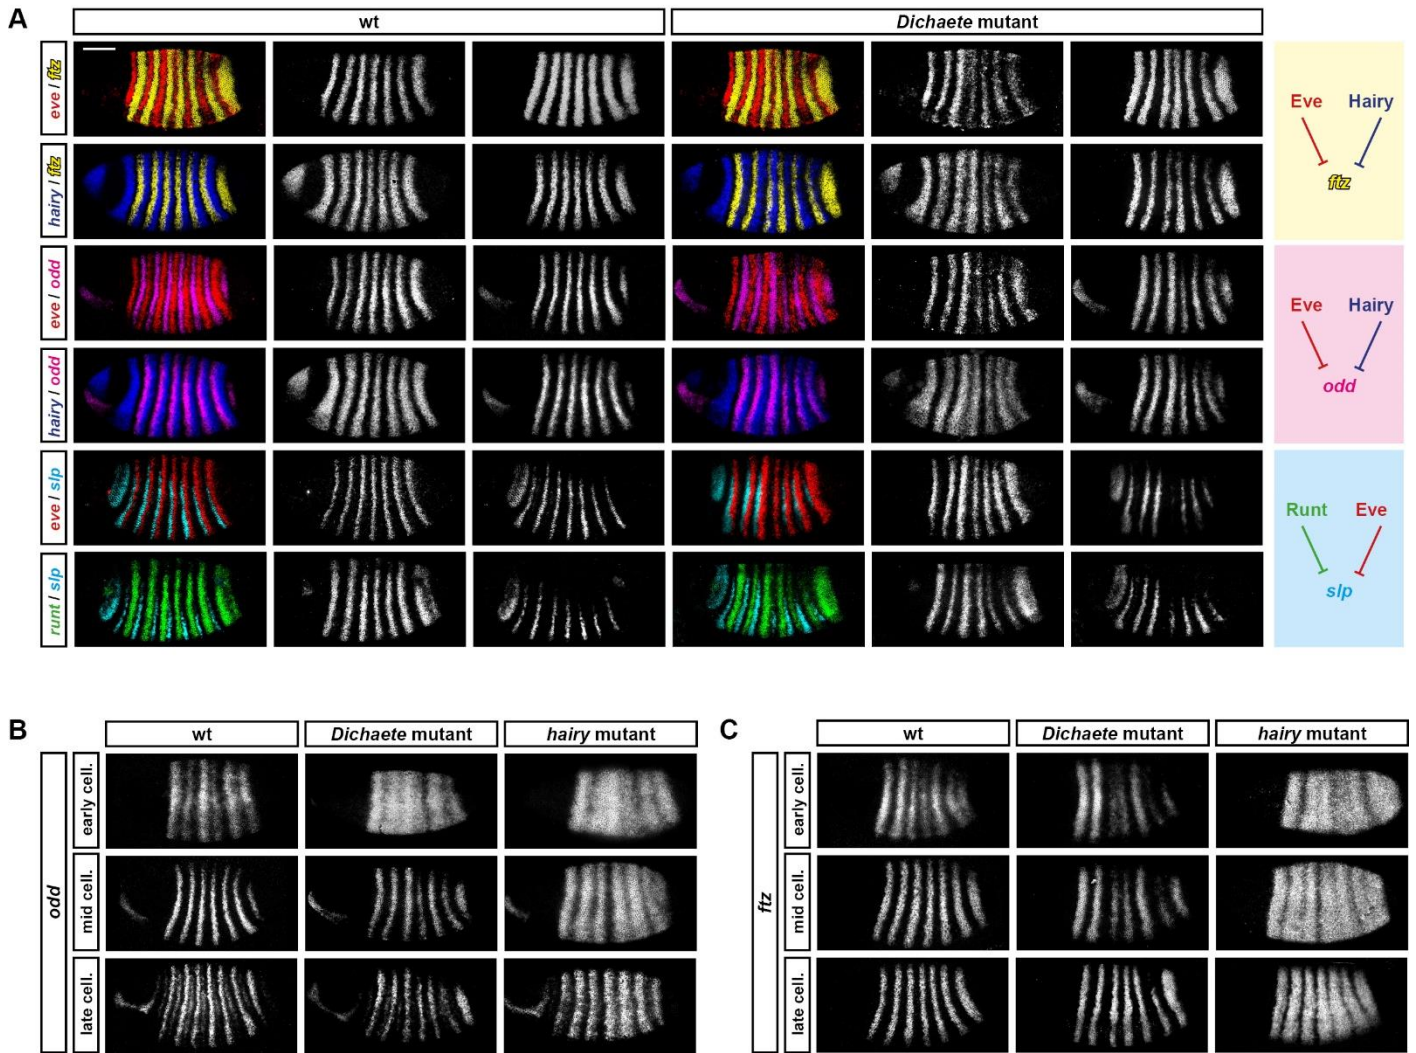 A
wt
Dichaete mutant
eve / ftz
Eve Hairy
ftz
hairy / ftz
eve / odd
Eve Hairy
odd
hairy / odd
eve / slp
Runt Eve
slp
runt / slp
B
wt
Dichaete mutant
hairy mutant
odd
early cell.
mid cell.
late cell.
C
wt
Dichaete mutant
hairy mutant
ftz
early cell.
mid cell.
late cell.